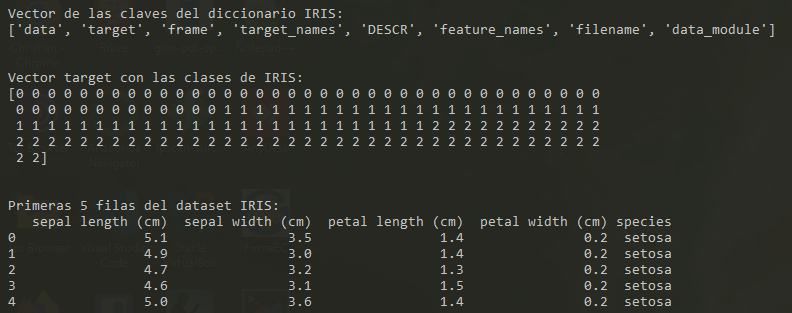 Vector de las claves del diccionario IRIS:
['data', 'target', 'frame', 'target_names', 'DESCR', 'feature_names', 'filename', 'data_module']
Vector target con las clases de IRIS:
[0 0 0 0 0 0 0 0 0 0 0 0 0 0 0 0 0 0 0 0 0 0 0 0 0 0 0 0 0 0 0 0 0 0 0 0 0
0 0 0 0 0 0 0 0 0 0 0 0 0 1 1 1 1 1 1 1 1 1 1 1 1 1 1 1 1 1 1 1 1 1 1 1 1
1 1 1 1 1 1 1 1 1 1 1 1 1 1 1 1 1 1 1 1 1 1 1 1 1 1 2 2 2 2 2 2 2 2 2 2 2
2 2 2 2 2 2 2 2 2 2 2 2 2 2 2 2 2 2 2 2 2 2 2 2 2 2 2 2 2 2 2 2 2 2 2 2 2
2 2]
Primeras 5 filas del dataset IRIS:
sepal length (cm) sepal width (cm) petal length (cm) petal width (cm) species
0 5.1 3.5 1.4 0.2 setosa
1 4.9 3.0 1.4 0.2 setosa
2 4.7 3.2 1.3 0.2 setosa
3 4.6 3.1 1.5 0.2 setosa
4 5.0 3.6 1.4 0.2 setosa